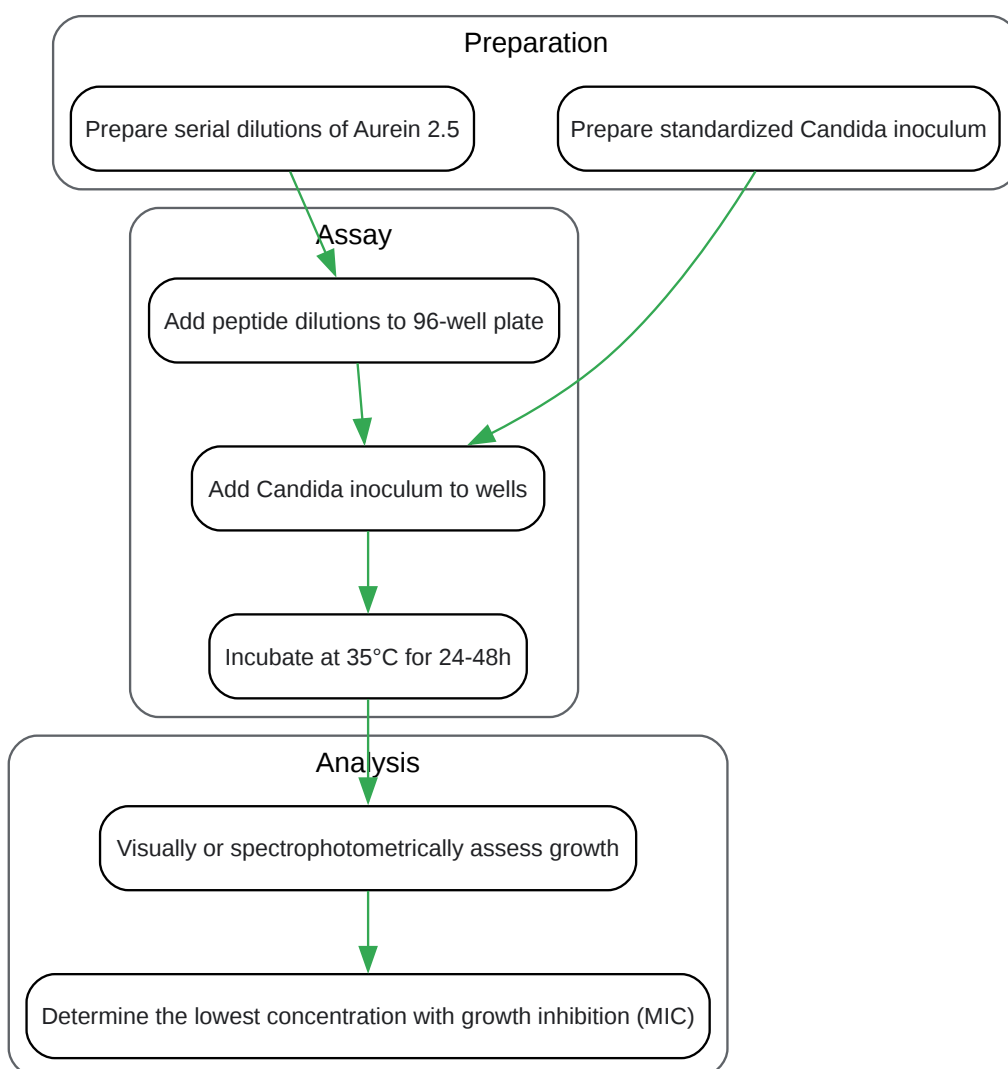 Preparation
Prepare serial dilutions of Aurein 2.5
Prepare standardized Candida inoculum
Assay
Add peptide dilutions to 96-well plate
Add Candida inoculum to wells
Incubate at 35°C for 24-48h
Analysis
Visually or spectrophotometrically assess growth
Determine the lowest concentration with growth inhibition (MIC)